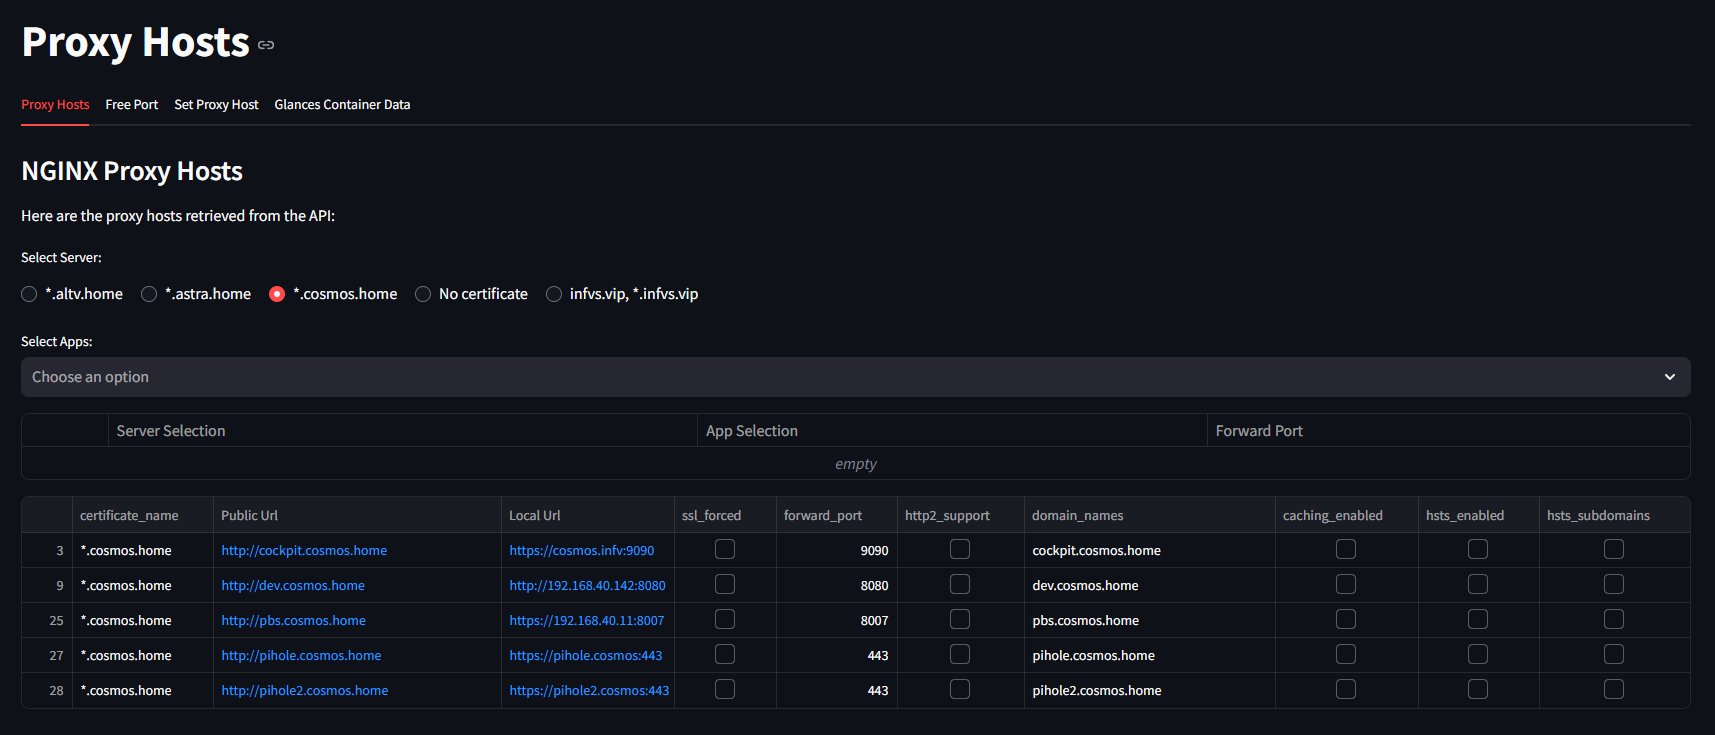 Proxy Hosts
Proxy Hosts Free Port Set Proxy Host Glances Container Data
NGINX Proxy Hosts
Here are the proxy hosts retrieved from the API:
Select Server:
*.altv.home *.astra.home *.cosmos.home No certificate infvs.vip, *.infvs.vip
Select Apps:
Choose an option
Server Selection App Selection Forward Port
empty
certificate_name Public Url Local Url ssl_forced forward_port http2_support domain_names caching_enabled hsts_enabled hsts_subdomains
3 *.cosmos.home http://cockpit.cosmos.home https://cosmos.infv:9090 9090 cockpit.cosmos.home
9 *.cosmos.home http://dev.cosmos.home http://192.168.40.142:8080 8080 dev.cosmos.home
25 *.cosmos.home http://pbs.cosmos.home https://192.168.40.11:8007 8007 pbs.cosmos.home
27 *.cosmos.home http://pihole.cosmos.home https://pihole.cosmos:443 443 pihole.cosmos.home
28 *.cosmos.home http://pihole2.cosmos.home https://pihole2.cosmos:443 443 pihole2.cosmos.home